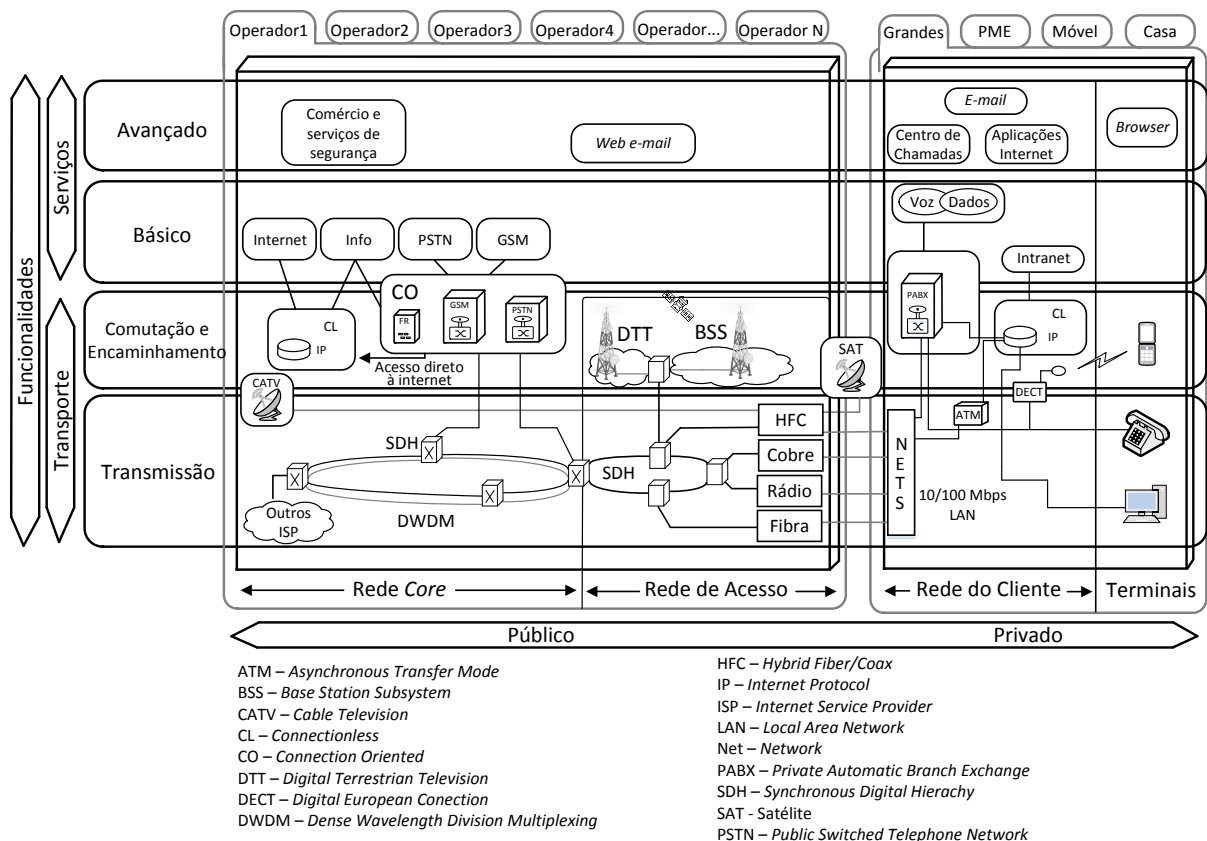 Operador1
Operador2
Operador3
Operador4
Operador...
Operador N
Grandes
PME
Móvel
Casa
Funcionalidades
Serviços
Transporte
Avançado
Comércio e
serviços de
segurança
Web e-mail
E-mail
Centro de
Chamadas
Aplicações
Internet
Browser
Básico
Internet
Info
PSTN
GSM
Voz
Dados
Intranet
Comutação e
Encaminhamento
CL
IP
CO
FR
GSM
PSTN
Acesso direto
à internet
DTT
BSS
SAT
PABX
CL
IP
DECT
CATV
Transmissão
SDH
DWDM
SDH
Outros
ISP
HFC
Cobre
Rádio
Fibra
NETS
ATM
10/100 Mbps
LAN
Rede Core
Rede de Acesso
Rede do Cliente
Terminais
Público
Privado
ATM – Asynchronous Transfer Mode
BSS – Base Station Subsystem
CATV – Cable Television
CL – Connectionless
CO – Connection Oriented
DTT – Digital Terrestrian Television
DECT – Digital European Conection
DWDM – Dense Wavelength Division Multiplexing
HFC – Hybrid Fiber/Coax
IP – Internet Protocol
ISP – Internet Service Provider
LAN – Local Area Network
Net – Network
PABX – Private Automatic Branch Exchange
SDH – Synchronous Digital Hierachy
SAT - Satélite
PSTN – Public Switched Telephone Network